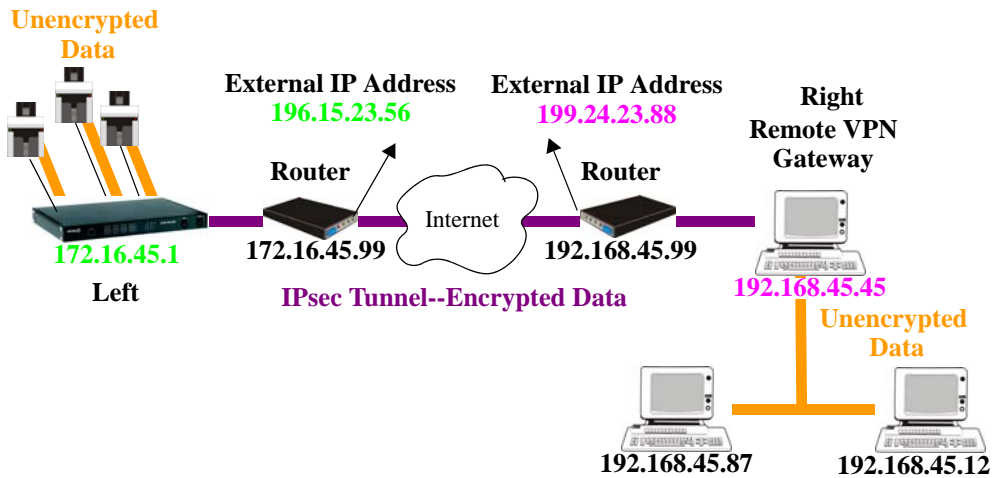 Unencrypted
Data
External IP Address
196.15.23.56
External IP Address
199.24.23.88
Right
Remote VPN
Gateway
Router
Router
Internet
172.16.45.1
172.16.45.99
192.168.45.99
Left
IPsec Tunnel--Encrypted Data
192.168.45.45
Unencrypted
Data
192.168.45.87
192.168.45.12